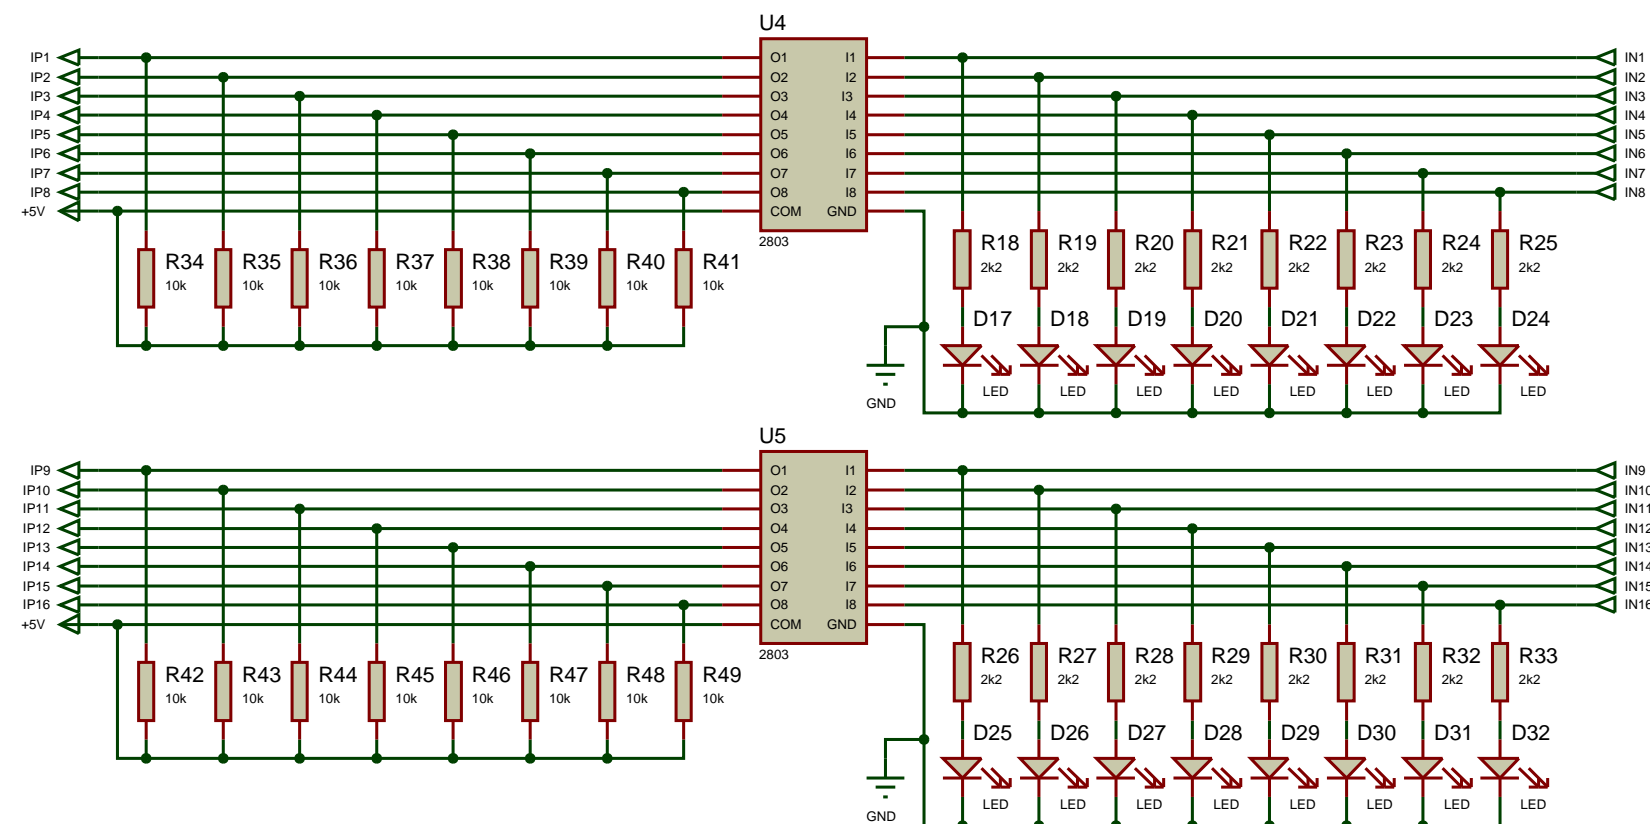 U4
IP1 O1 I1 IN1
IP2 O2 I2 IN2
IP3 O3 I3 IN3
IP4 O4 I4 IN4
IP5 O5 I5 IN5
IP6 O6 I6 IN6
IP7 O7 I7 IN7
IP8 O8 I8 IN8
+5V COM GND
2803
R34 R35 R36 R37 R38 R39 R40 R41 R18 R19 R20 R21 R22 R23 R24 R25
10k 10k 10k 10k 10k 10k 10k 10k 2k2 2k2 2k2 2k2 2k2 2k2 2k2 2k2
D17 D18 D19 D20 D21 D22 D23 D24
LED LED LED LED LED LED LED LED
GND
U5
IP9 O1 I1 IN9
IP10 O2 I2 IN10
IP11 O3 I3 IN11
IP12 O4 I4 IN12
IP13 O5 I5 IN13
IP14 O6 I6 IN14
IP15 O7 I7 IN15
IP16 O8 I8 IN16
+5V COM GND
2803
R42 R43 R44 R45 R46 R47 R48 R49 R26 R27 R28 R29 R30 R31 R32 R33
10k 10k 10k 10k 10k 10k 10k 10k 2k2 2k2 2k2 2k2 2k2 2k2 2k2 2k2
D25 D26 D27 D28 D29 D30 D31 D32
LED LED LED LED LED LED LED LED
GND